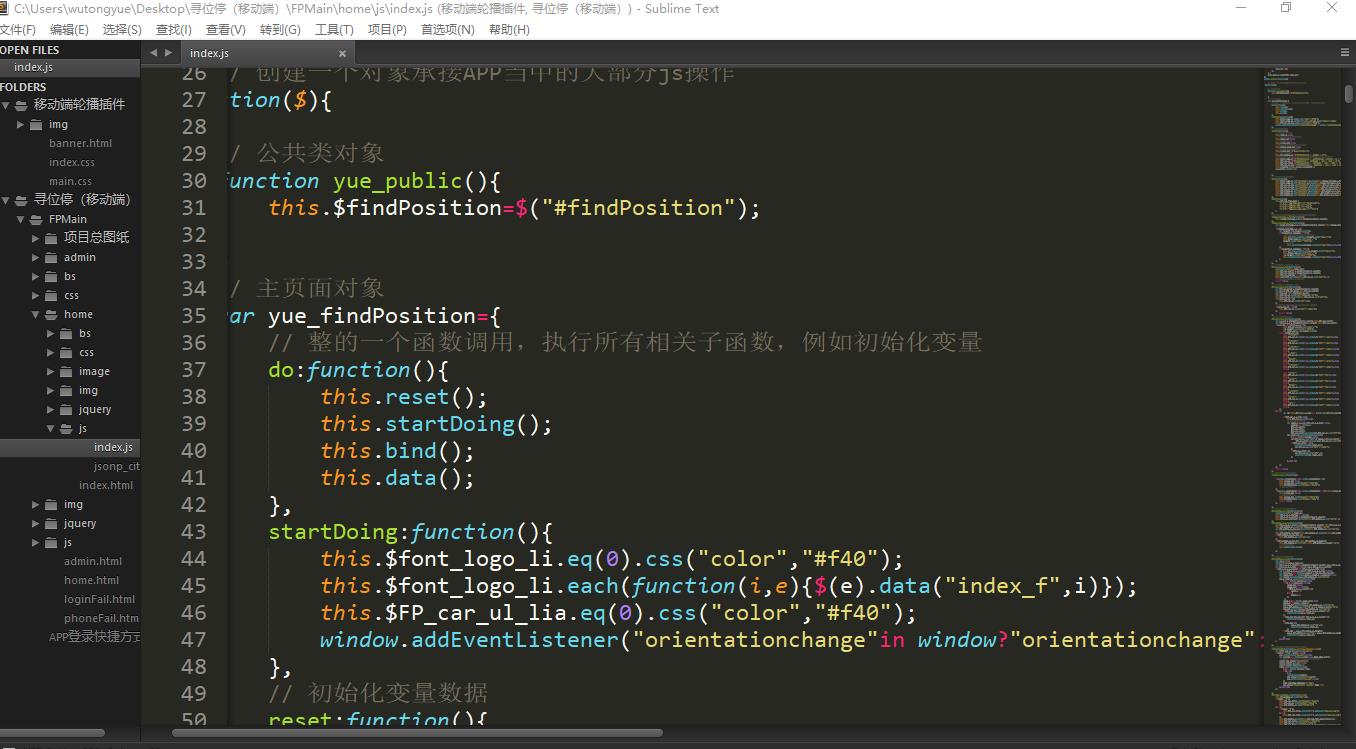 C:\Users\wutongyue\Desktop\寻位停（移动端）\FPMain\home\js\index.js (移动端轮播插件, 寻位停（移动端）) - Sublime Text
文件(F) 编辑(E) 选择(S) 查找(I) 查看(V) 转到(G) 工具(T) 项目(P) 首选项(N) 帮助(H)
OPEN FILES
index.js
FOLDERS
移动端轮播插件
img
banner.html
index.css
main.css
寻位停（移动端）
FPMain
项目总图纸
admin
bs
css
home
bs
css
image
img
jquery
js
index.js
jsonp_cit
index.html
img
jquery
js
admin.html
home.html
loginFail.html
phoneFail.htm
APP登录快捷方式
index.js
26 / 创建一个对象承接APP当中的大部分js操作
27 tion($){
28
29 / 公共类对象
30 function yue_public(){
31 this.$findPosition=$("#findPosition");
32
33
34 / 主页面对象
35 ar yue_findPosition={
36 // 整的一个函数调用，执行所有相关子函数，例如初始化变量
37 do:function(){
38 this.reset();
39 this.startDoing();
40 this.bind();
41 this.data();
42 },
43 startDoing:function(){
44 this.$font_logo_li.eq(0).css("color","#f40");
45 this.$font_logo_li.each(function(i,e){$(e).data("index_f",i)});
46 this.$FP_car_ul_lia.eq(0).css("color","#f40");
47 window.addEventListener("orientationchange"in window?"orientationchange":
48 },
49 // 初始化变量数据
50 reset:function(){